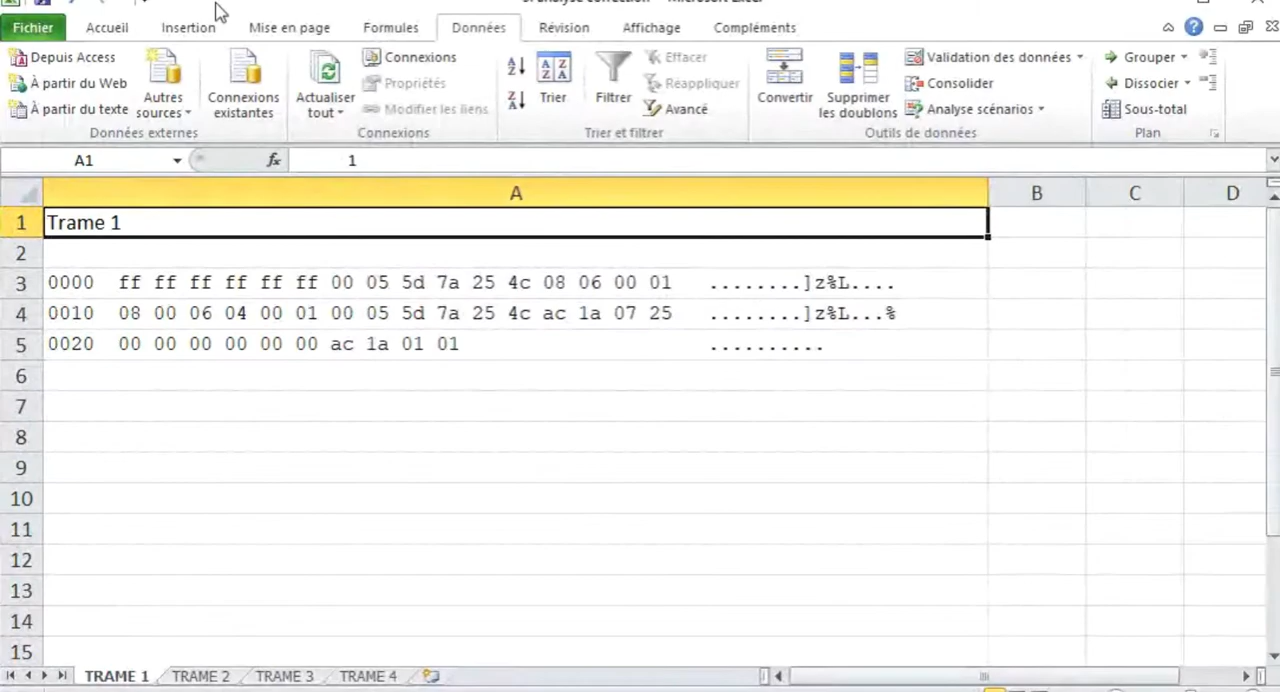 Fichier Accueil Insertion Mise en page Formules Données Révision Affichage Compléments
Depuis Access
À partir du Web
À partir du texte
Autres sources
Connexions existantes
Données externes
Actualiser tout
Connexions
Propriétés
Modifier les liens
Connexions
Trier
Filtrer
Effacer
Réappliquer
Avancé
Trier et filtrer
Convertir
Supprimer les doublons
Validation des données
Consolider
Analyse scénarios
Outils de données
Grouper
Dissocier
Sous-total
Plan
A1 fx 1
A B C D
1 Trame 1
2
3 0000 ff ff ff ff ff ff 00 05 5d 7a 25 4c 08 06 00 01 ........]z%L....
4 0010 08 00 06 04 00 01 00 05 5d 7a 25 4c ac 1a 07 25 ........]z%L...%
5 0020 00 00 00 00 00 00 ac 1a 01 01 ..........
6
7
8
9
10
11
12
13
14
15
TRAME 1 TRAME 2 TRAME 3 TRAME 4